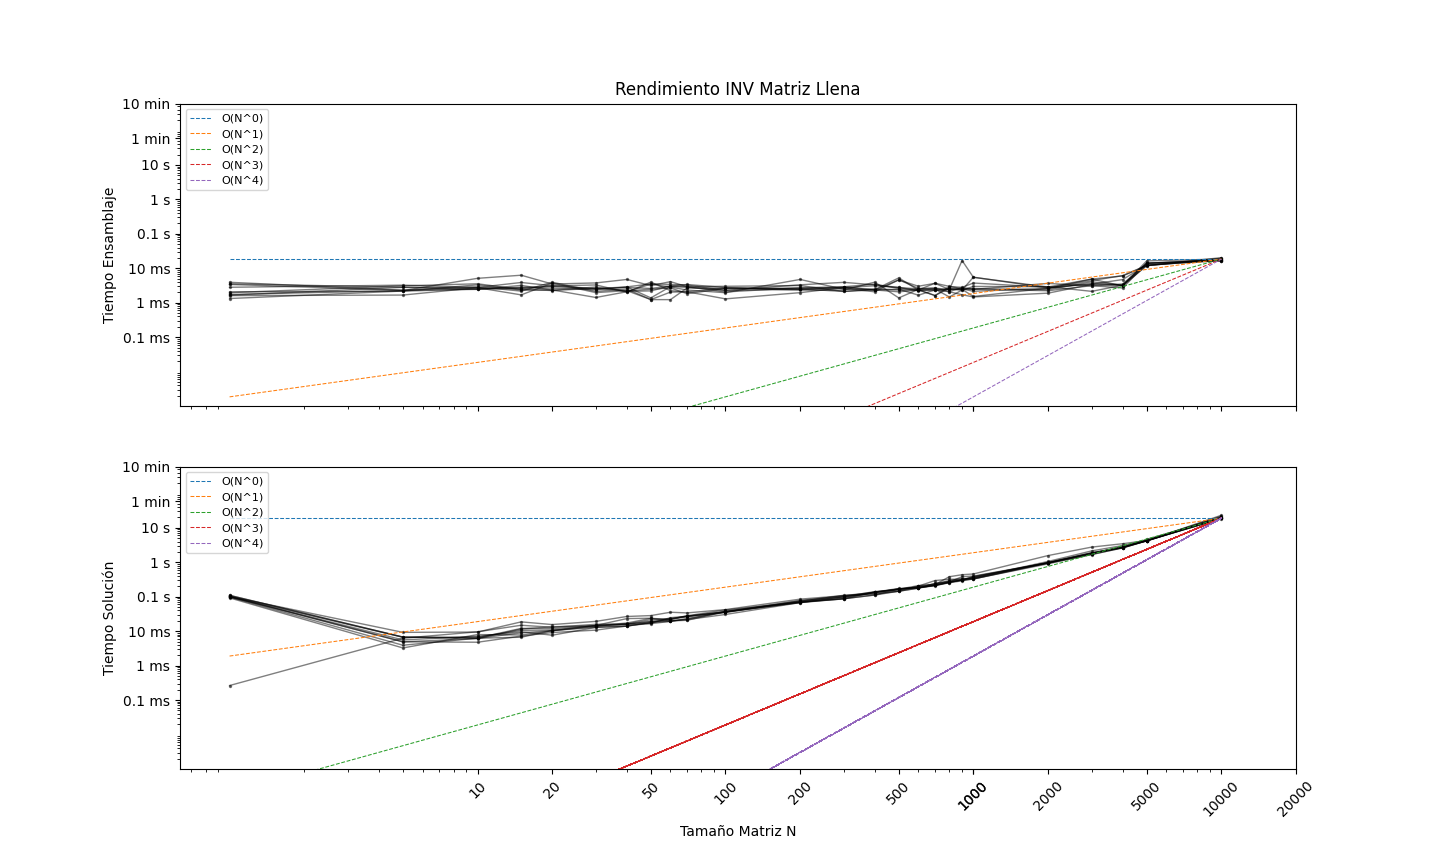 Rendimiento INV Matriz Llena
Tiempo Ensamblaje
10 min
1 min
10 s
1 s
0.1 s
10 ms
1 ms
0.1 ms
O(N^0)
O(N^1)
O(N^2)
O(N^3)
O(N^4)
Tiempo Solución
10 min
1 min
10 s
1 s
0.1 s
10 ms
1 ms
0.1 ms
O(N^0)
O(N^1)
O(N^2)
O(N^3)
O(N^4)
10 20 50 100 200 500 1000 2000 5000 10000 20000
Tamaño Matriz N